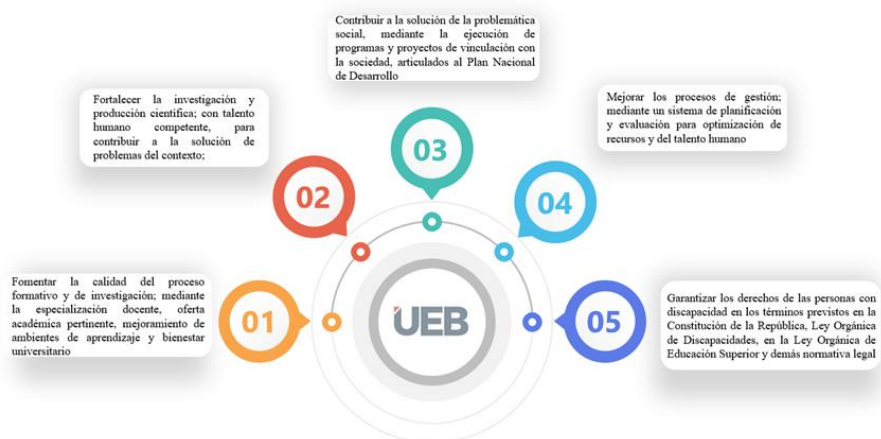 01
Fomentar la calidad del proceso
formativo y de investigación; mediante
la especialización docente, oferta
académica pertinente, mejoramiento de
ambientes de aprendizaje y bienestar
universitario
02
Fortalecer la investigación y
producción científica; con talento
humano competente, para
contribuir a la solución de
problemas del contexto;
03
Contribuir a la solución de la problemática
social, mediante la ejecución de
programas y proyectos de vinculación con
la sociedad, articulados al Plan Nacional
de Desarrollo
04
Mejorar los procesos de gestión;
mediante un sistema de planificación
y evaluación para optimización de
recursos y del talento humano
05
Garantizar los derechos de las personas con
discapacidad en los términos previstos en la
Constitución de la República, Ley Orgánica
de Discapacidades, en la Ley Orgánica de
Educación Superior y demás normativa legal
UEB